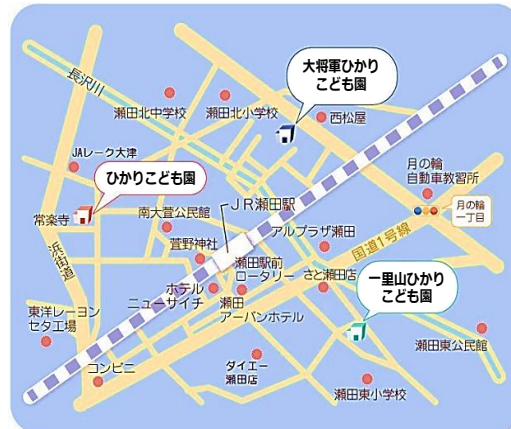 大将軍ひかり
こども園
長沢川
瀬田北中学校
瀬田北小学校
西松屋
JAレーク大津
ひかりこども園
月の輪
自動車教習所
月の輪
一丁目
常楽寺
南大萱公民館
JR瀬田駅
アルプラザ瀬田
国道1号線
萱野神社
浜街道
瀬田駅前
ロータリー
さと瀬田店
一里山ひかり
こども園
ホテル
ニューサイチ
瀬田
アーバンホテル
東洋レーヨン
セタ工場
瀬田東公民館
コンビニ
ダイエー
瀬田店
瀬田東小学校